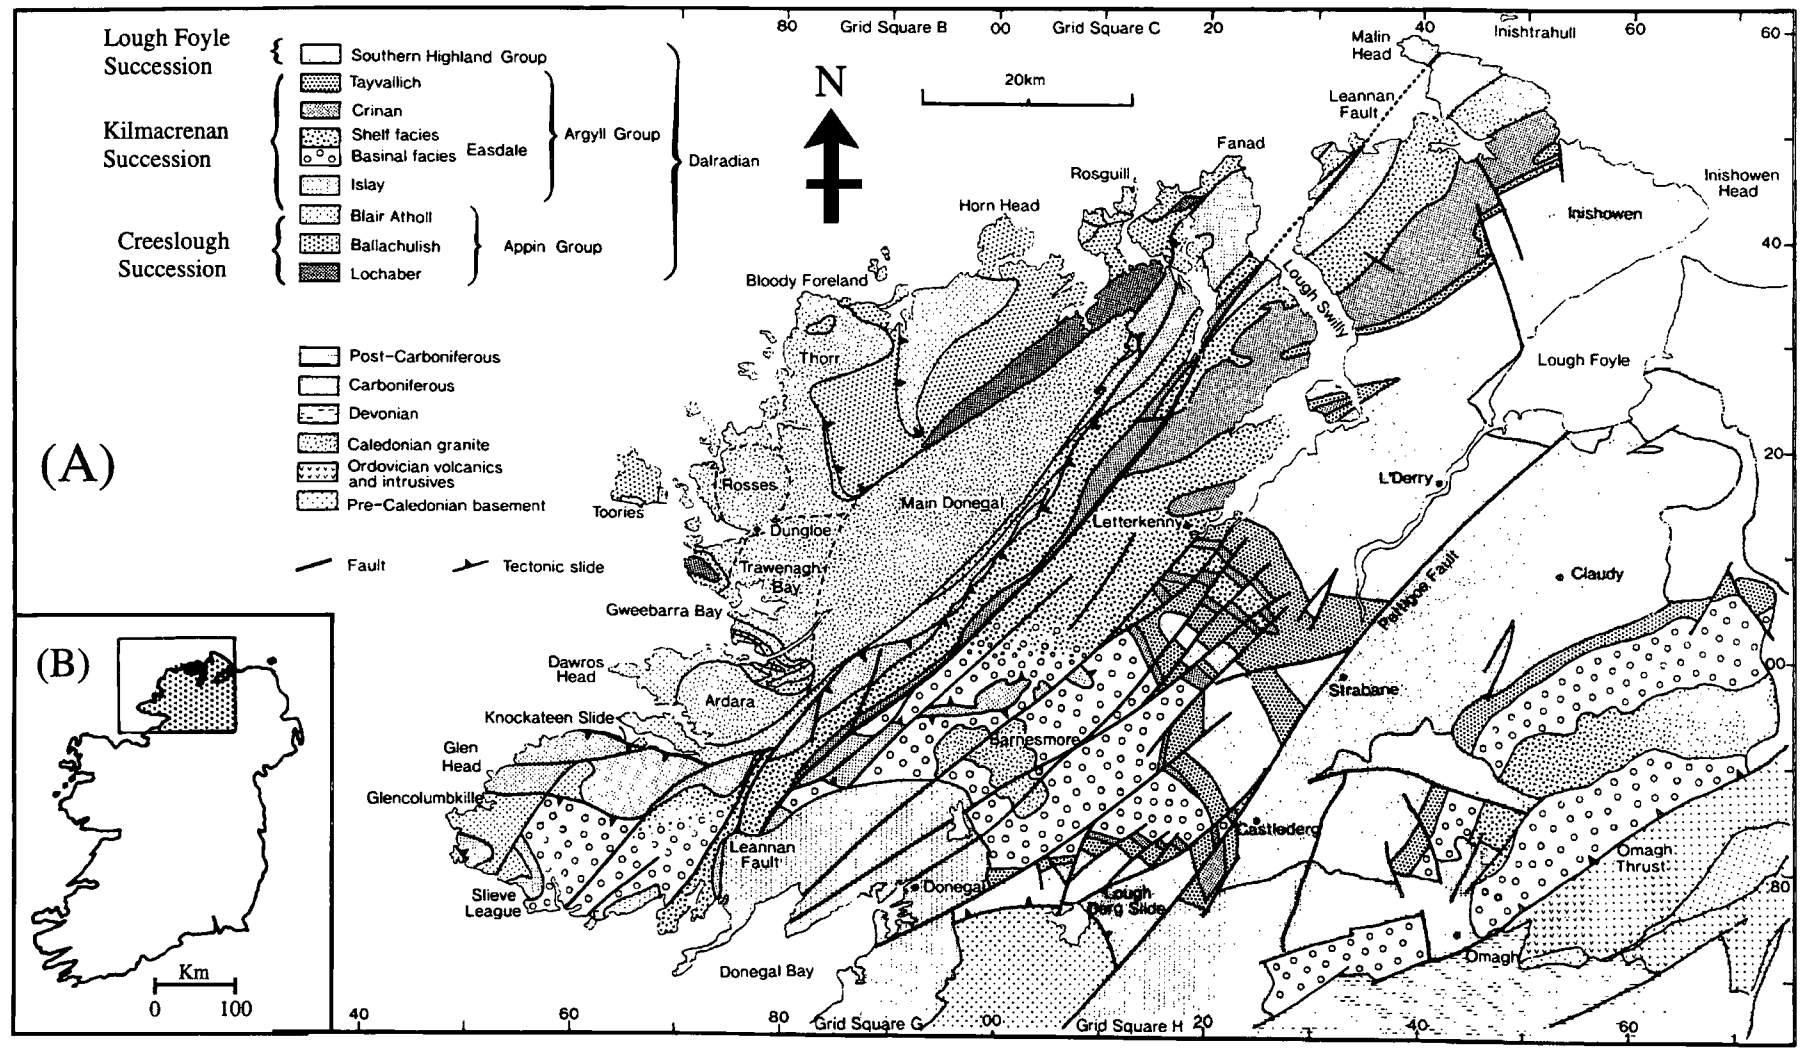 Lough Foyle
Succession
Southern Highland Group
Tayvallich
Crinan
Kilmacrenan
Succession
Shelf facies
Basinal facies
Easdale
Argyll Group
Islay
Dalradian
Creeslough
Succession
Blair Atholl
Ballachulish
Appin Group
Lochaber
Post-Carboniferous
Carboniferous
Devonian
Caledonian granite
Ordovician volcanics
and intrusives
Pre-Caledonian basement
Fault
Tectonic slide
(A)
(B)
Km
0 100
80 Grid Square B 00 Grid Square C 20 40 60
60
40
20
00
80
N
20km
Inishtrahull
Malin
Head
Leannan
Fault
Fanad
Rosguill
Horn Head
Inishowen
Head
Inishowen
Bloody Foreland
Lough Swilly
Thorr
Lough Foyle
Rosses
Toories
Main Donegal
L'Derry
Dungloe
Letterkenny
Trawenagh
Bay
Claudy
Pettigoe Fault
Gweebarra Bay
Dawros
Head
Ardara
Strabane
Knockateen Slide
Glen
Head
Barnesmore
Glencolumbkille
Castlederg
Leannan
Fault
Omagh
Thrust
Slieve
League
Donegal
Lough
Derg Slide
Omagh
Donegal Bay
40 60 80 Grid Square G 00 Grid Square H 20 40 60